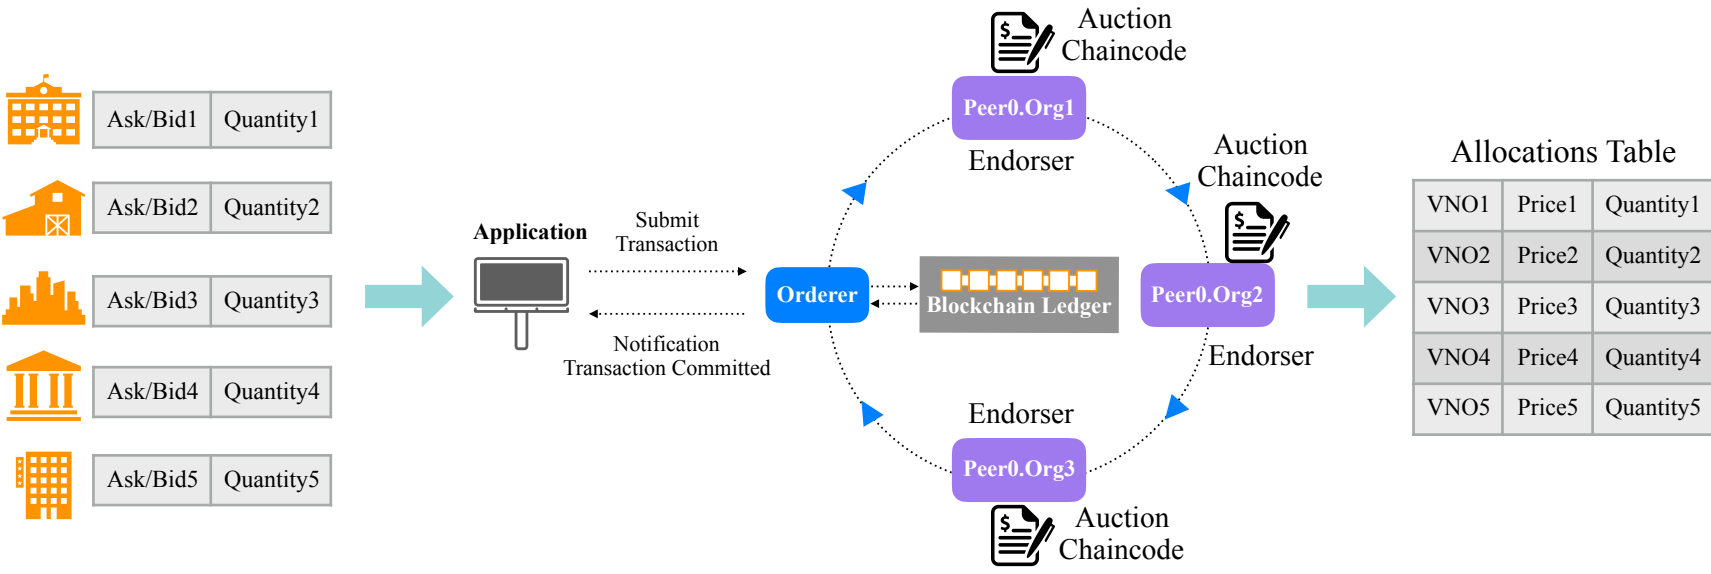 Ask/Bid1 Quantity1
Ask/Bid2 Quantity2
Ask/Bid3 Quantity3
Ask/Bid4 Quantity4
Ask/Bid5 Quantity5
Application
Submit
Transaction
Notification
Transaction Committed
Orderer
Blockchain Ledger
$
Auction
Chaincode
Peer0.Org1
Endorser
Auction
Chaincode
$
Peer0.Org2
Endorser
Endorser
Peer0.Org3
$
Auction
Chaincode
Allocations Table
VNO1 Price1 Quantity1
VNO2 Price2 Quantity2
VNO3 Price3 Quantity3
VNO4 Price4 Quantity4
VNO5 Price5 Quantity5